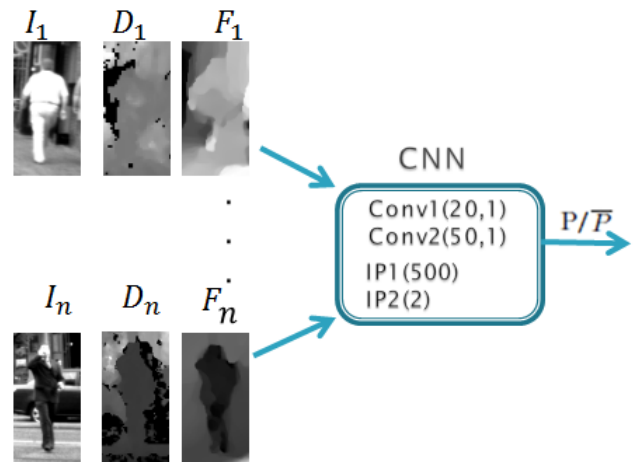 I₁ D₁ F₁
CNN
Conv1(20,1)
Conv2(50,1)
IP1(500)
IP2(2)
P/P̅
Iₙ Dₙ Fₙ